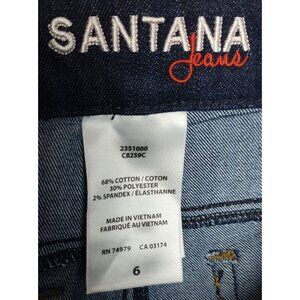 SANTANA
Jeans
2351000
C8259C
68% COTTON / COTON
30% POLYESTER
2% SPANDEX / ÉLASTHANNE
MADE IN VIETNAM
FABRIQUÉ AU VIETNAM
RN 74979 CA 03174
6